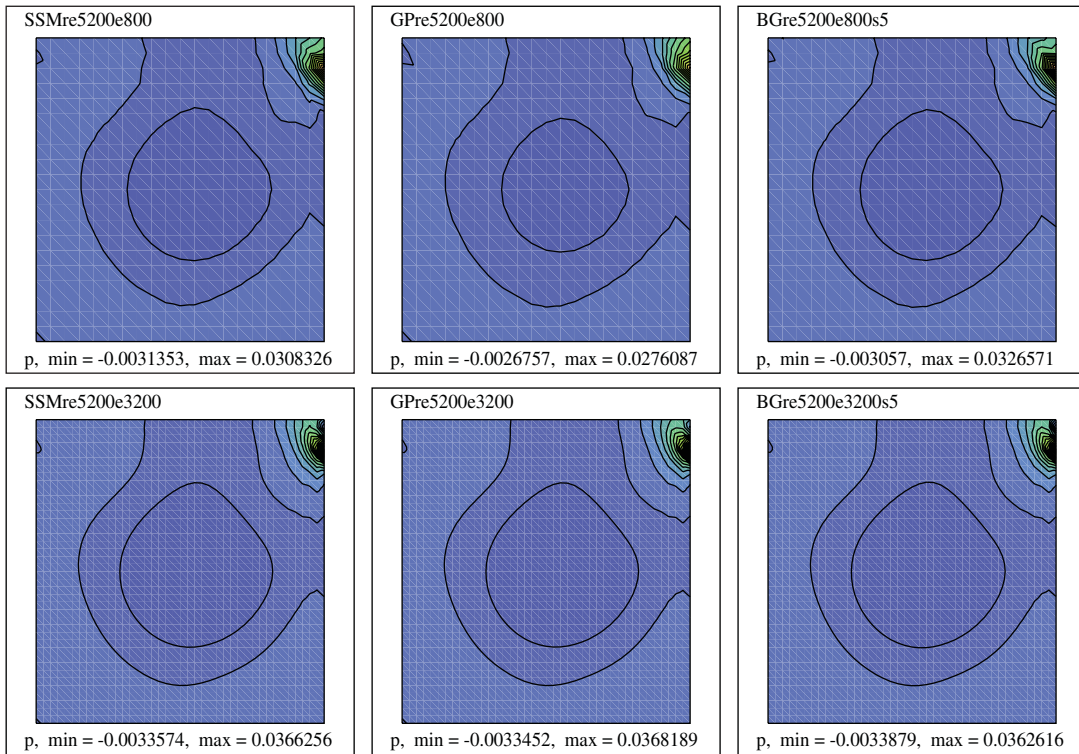 SSMre5200e800
GPre5200e800
BGre5200e800s5
p, min = -0.0031353, max = 0.0308326
p, min = -0.0026757, max = 0.0276087
p, min = -0.003057, max = 0.0326571
SSMre5200e3200
GPre5200e3200
BGre5200e3200s5
p, min = -0.0033574, max = 0.0366256
p, min = -0.0033452, max = 0.0368189
p, min = -0.0033879, max = 0.0362616